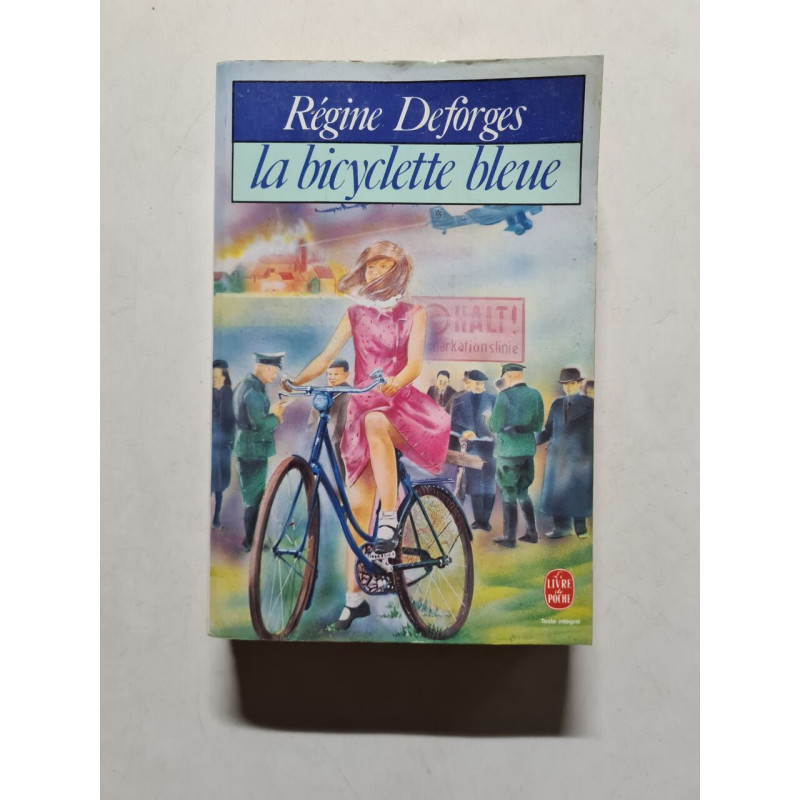 Régine Deforges
la bicyclette bleue
HALT!
markationslinie
Le
LIVRE
de
POCHE
Texte intégral